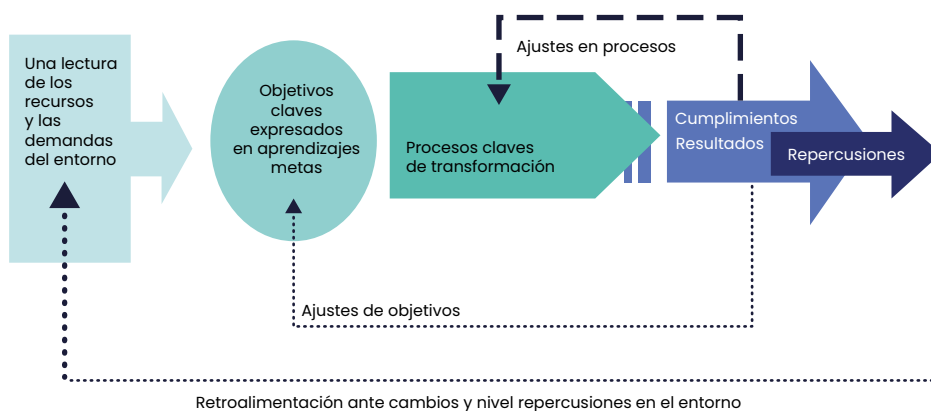 Una lectura
de los
recursos
y las
demandas
del entorno
Objetivos
claves
expresados
en aprendizajes
metas
Ajustes en procesos
Procesos claves
de transformación
Cumplimientos
Resultados
Repercusiones
Ajustes de objetivos
Retroalimentación ante cambios y nivel repercusiones en el entorno